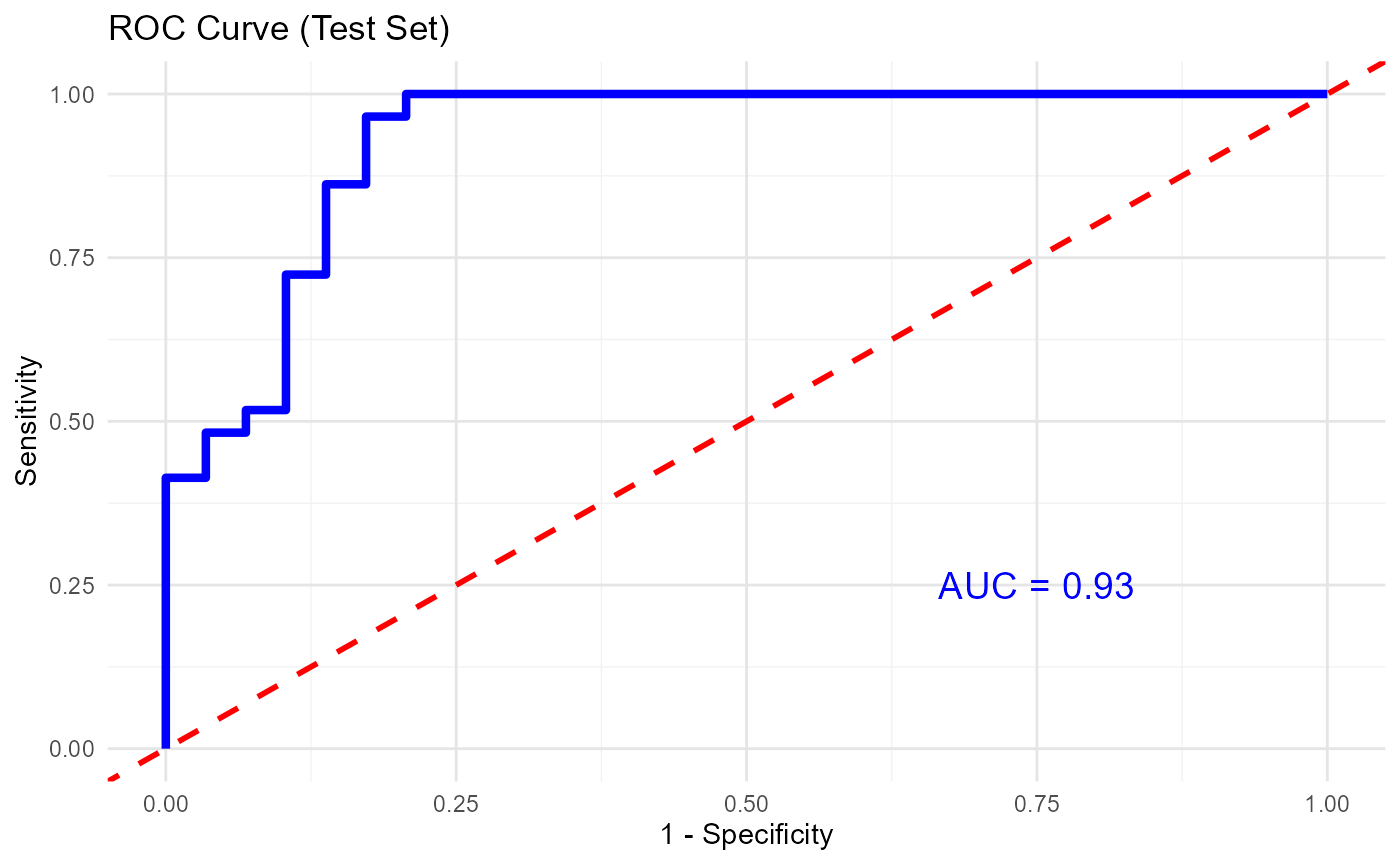 ROC Curve (Test Set)
1.00
0.75
0.50
0.25
0.00
Sensitivity
AUC = 0.93
0.00 0.25 0.50 0.75 1.00
1 - Specificity